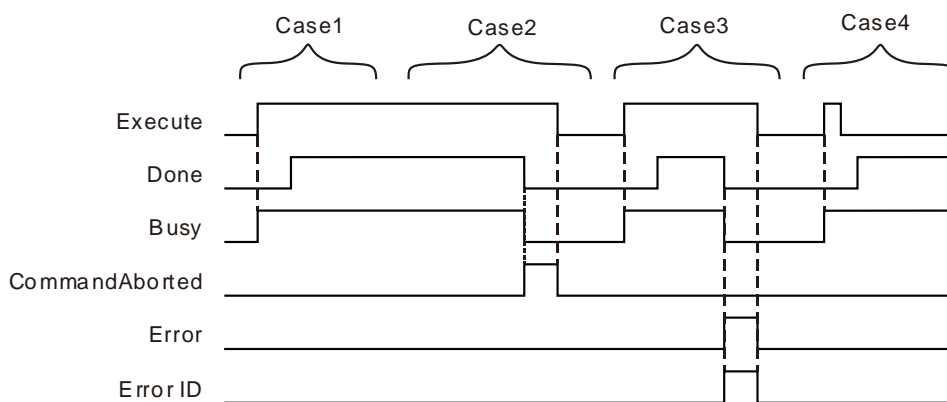 Case1 Case2 Case3 Case4
Execute
Done
Busy
CommandAborted
Error
Error ID